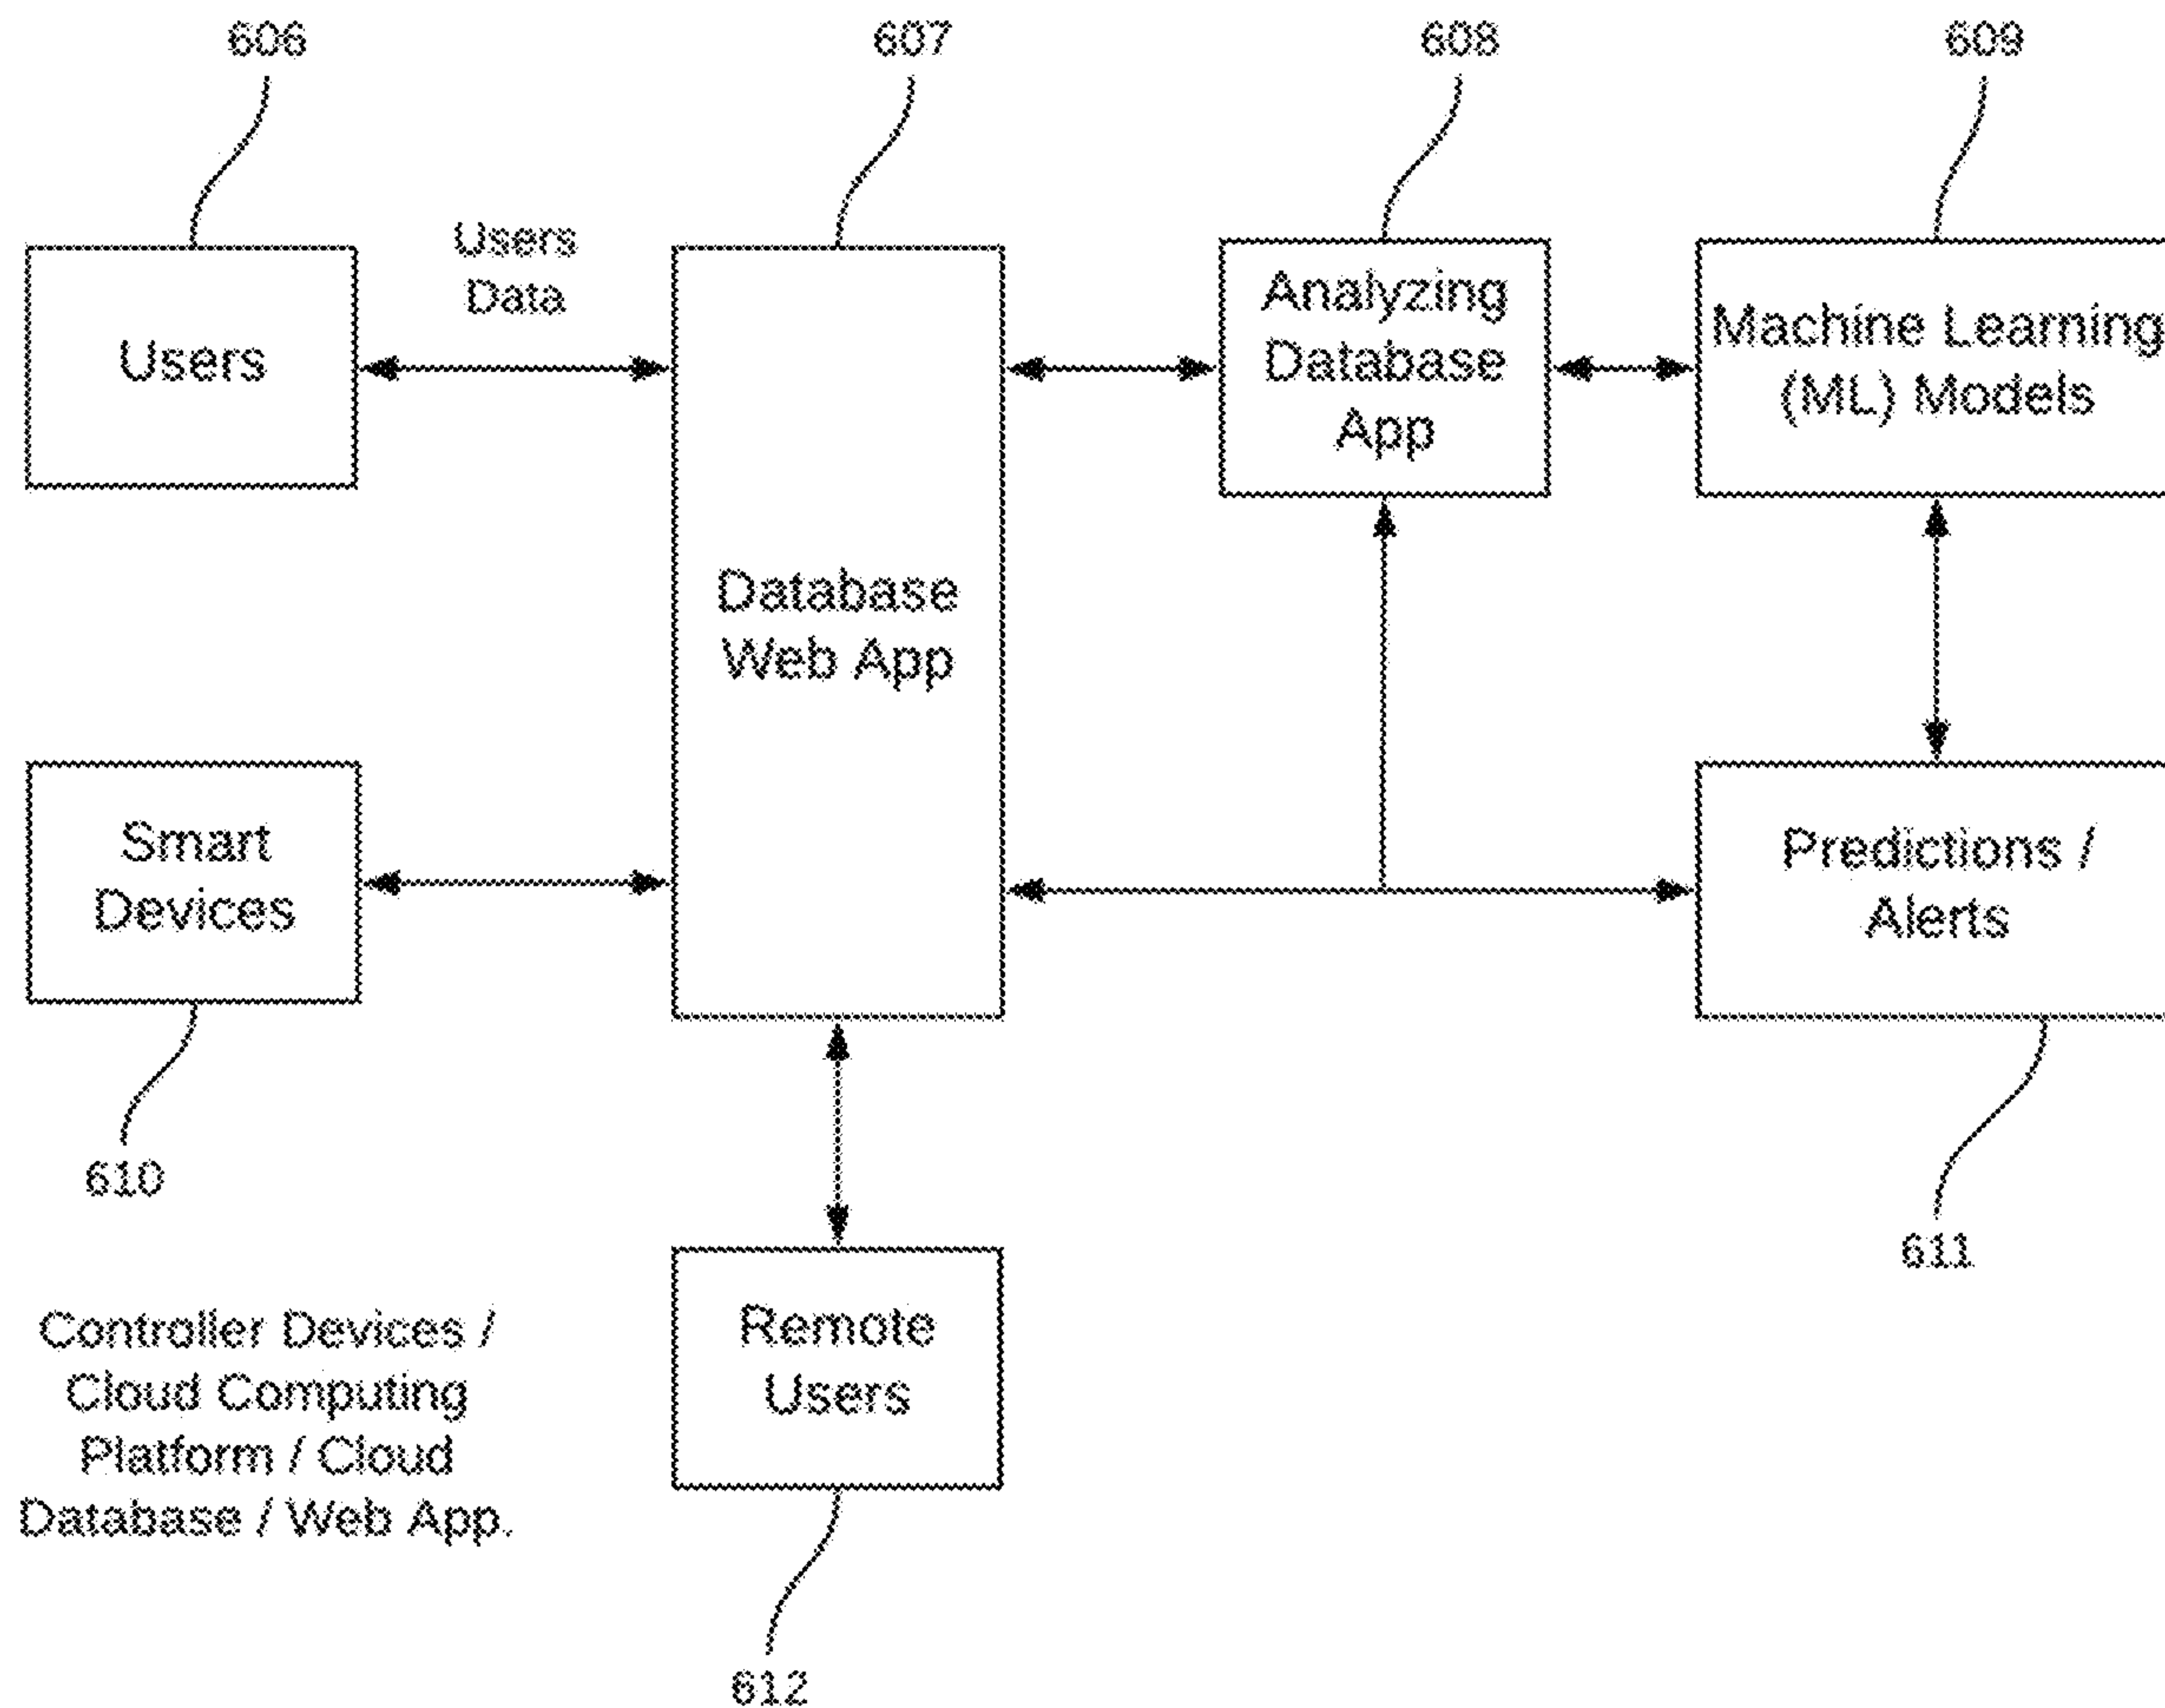 606
607
608
609
Users
Data
Users
Database
Web App
Analyzing
Database
App
Machine Learning
(ML) Models
Smart
Devices
Predictions /
Alerts
610
611
Remote
Users
Controller Devices /
Cloud Computing
Platform / Cloud
Database / Web App.
612